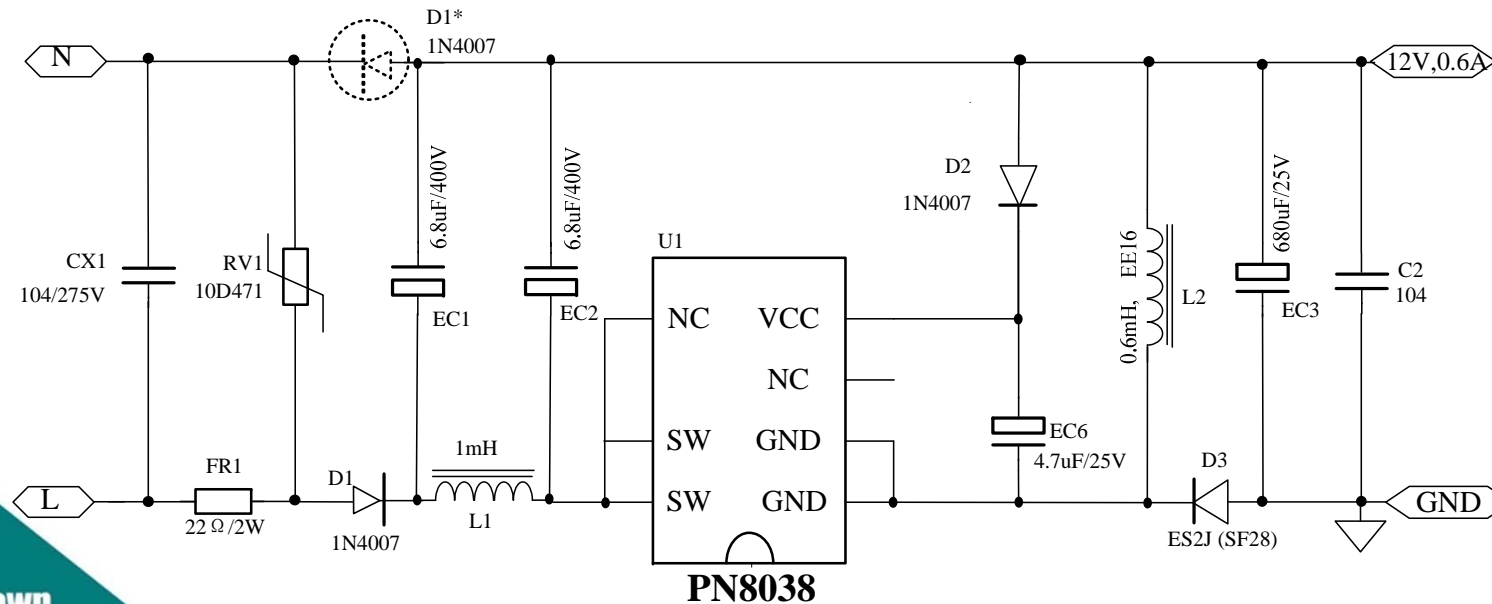 D1*
1N4007
N
12V,0.6A
6.8uF/400V
6.8uF/400V
D2
1N4007
680uF/25V
U1
0.6mH, EE16
CX1
104/275V
RV1
10D471
C2
104
L2
EC1
EC2
EC3
NC
VCC
NC
SW
GND
EC6
4.7uF/25V
1mH
FR1
D1
D3
L
SW
GND
GND
22Ω/2W
L1
1N4007
ES2J (SF28)
PN8038